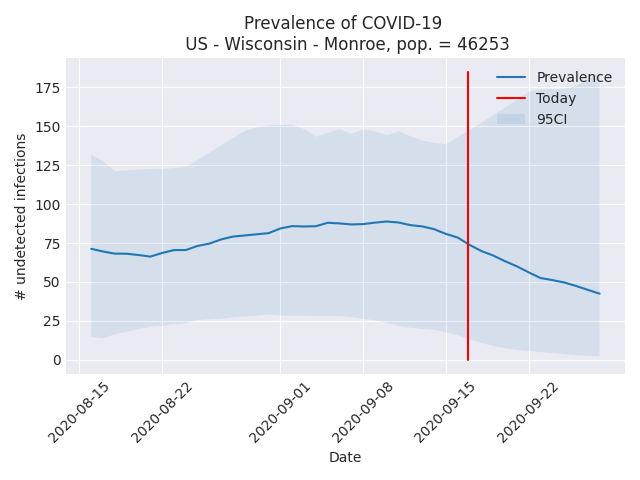 Prevalence of COVID-19
US - Wisconsin - Monroe, pop. = 46253
Prevalence
Today
95CI
175
150
125
100
75
50
25
0
# undetected infections
2020-08-15
2020-08-22
2020-09-01
2020-09-08
2020-09-15
2020-09-22
Date